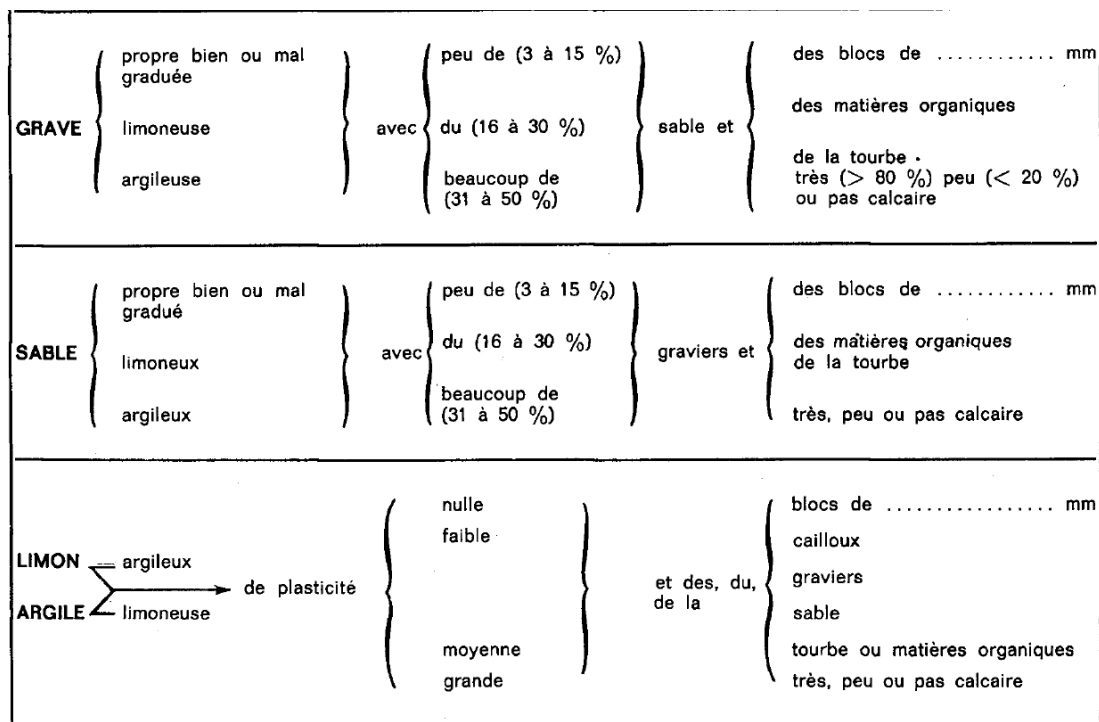 propre bien ou mal graduée
GRAVE
limoneuse
argileuse
avec
peu de (3 à 15 %)
du (16 à 30 %)
beaucoup de
(31 à 50 %)
sable et
des blocs de ............ mm
des matières organiques
de la tourbe .
très (> 80 %) peu (< 20 %)
ou pas calcaire
propre bien ou mal
gradué
SABLE
limoneux
argileux
avec
peu de (3 à 15 %)
du (16 à 30 %)
beaucoup de
(31 à 50 %)
graviers et
des blocs de ............ mm
des matières organiques
de la tourbe
très, peu ou pas calcaire
LIMON
argileux
ARGILE
limoneuse
de plasticité
nulle
faible
moyenne
grande
et des, du,
de la
blocs de ................. mm
cailloux
graviers
sable
tourbe ou matières organiques
très, peu ou pas calcaire